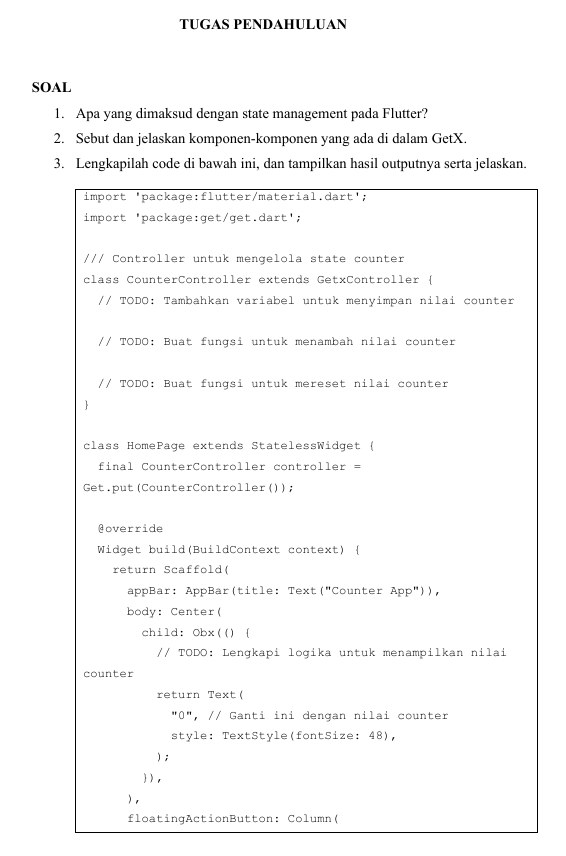 TUGAS PENDAHULUAN
SOAL
1. Apa yang dimaksud dengan state management pada Flutter?
2. Sebut dan jelaskan komponen-komponen yang ada di dalam GetX.
3. Lengkapilah code di bawah ini, dan tampilkan hasil outputnya serta jelaskan.
import 'package:flutter/material.dart';
import 'package:get/get.dart';
/// Controller untuk mengelola state counter
class CounterController extends GetxController {
// TODO: Tambahkan variabel untuk menyimpan nilai counter
// TODO: Buat fungsi untuk menambah nilai counter
// TODO: Buat fungsi untuk mereset nilai counter
}
class HomePage extends StatelessWidget {
final CounterController controller =
Get.put(CounterController());
@override
Widget build(BuildContext context) {
return Scaffold(
appBar: AppBar(title: Text("Counter App")),
body: Center(
child: Obx(() {
// TODO: Lengkapi logika untuk menampilkan nilai
counter
return Text(
"0", // Ganti ini dengan nilai counter
style: TextStyle(fontSize: 48),
);
}),
),
floatingActionButton: Column(